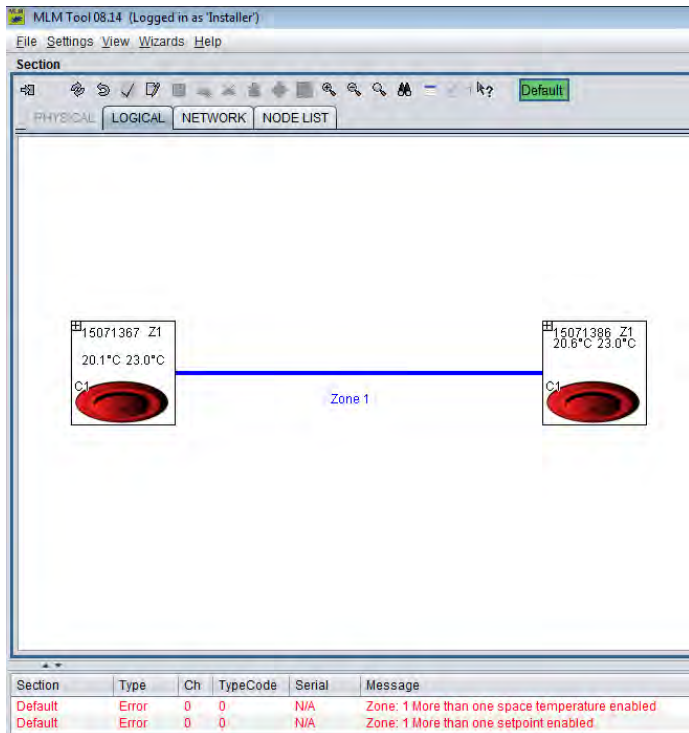 MLM Tool 08.14 (Logged in as 'Installer')
File Settings View Wizards Help
Section
Default
PHYSICAL LOGICAL NETWORK NODE LIST
15071367 Z1
20.1°C 23.0°C
C1
Zone 1
15071386 Z1
20.6°C 23.0°C
C1
Section Type Ch TypeCode Serial Message
Default Error 0 0 N/A Zone: 1 More than one space temperature enabled
Default Error 0 0 N/A Zone: 1 More than one setpoint enabled